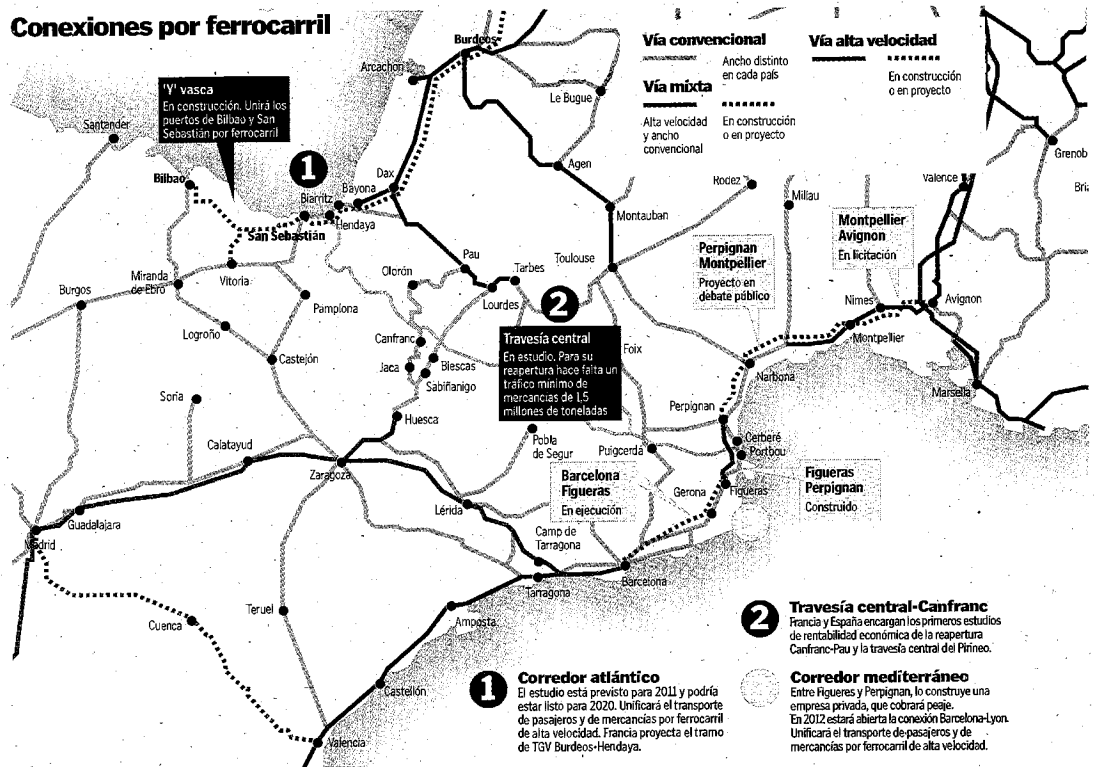 Conexiones por ferrocarril
Vía convencional
Ancho distinto
en cada país
Vía mixta
Alta velocidad
y ancho
convencional
En construcción
o en proyecto
Vía alta velocidad
En construcción
o en proyecto
'Y' vasca
En construcción. Unirá los
puertos de Bilbao y San
Sebastián por ferrocarril
Burdeos
Arcachon
Le Bugue
Santander
Agen
Grenob
Bilbao
1
Dax
Bayona
Biarritz
Hendaya
San Sebastián
Rodez
Millau
Valence
Bri
Montauban
Montpellier
Avignon
En licitación
Perpignan
Montpellier
Proyecto en
debate público
Vitoria
Miranda
de Ebro
Burgos
Pamplona
Logroño
Castejón
Olorón
Pau
Tarbes
Lourdes
Toulouse
2
Travesía central
En estudio. Para su
reapertura hace falta un
tráfico mínimo de
mercancias de 1,5
millones de toneladas
Foix
Nimes
Avignon
Montpellier
Narbona
Marsella
Canfranc
Jaca
Biescas
Sabiñanigo
Soria
Huesca
Perpignan
Cerberé
Portbou
Pobla
de Segur
Puigcerdá
Calatayud
Zaragoza
Barcelona
Figueras
En ejecución
Gerona
Figueras
Figueras
Perpignan
Construido
Guadalajara
Madrid
Lérida
Camp de
Tarragona
Tarragona
Barcelona
Teruel
Cuenca
Amposta
Castellón
Valencia
1
Corredor atlántico
El estudio está previsto para 2011 y podría
estar listo para 2020. Unificará el transporte
de pasajeros y de mercancías por ferrocarril
de alta velocidad. Francia proyecta el tramo
de TGV Burdeos-Hendaya.
2
Travesía central-Canfranc
Francia y España encargan los primeros estudios
de rentabilidad económica de la reapertura
Canfranc-Pau y la travesía central del Pirineo.
Corredor mediterráneo
Entre Figueres y Perpignan, lo construye una
empresa privada, que cobrará peaje.
En 2012 estará abierta la conexión Barcelona-Lyon.
Unificará el transporte de pasajeros y de
mercancías por ferrocarril de alta velocidad.